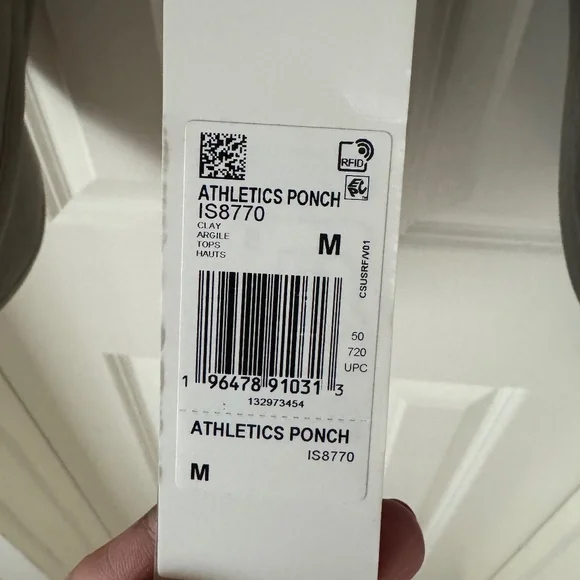 RFID
ATHLETICS PONCH
IS8770
CLAY
ARGILE
TOPS
HAUTS
M
CSUSRF/V01
50
720
UPC
1 96478 91031 3
132973454
ATHLETICS PONCH
IS8770
M